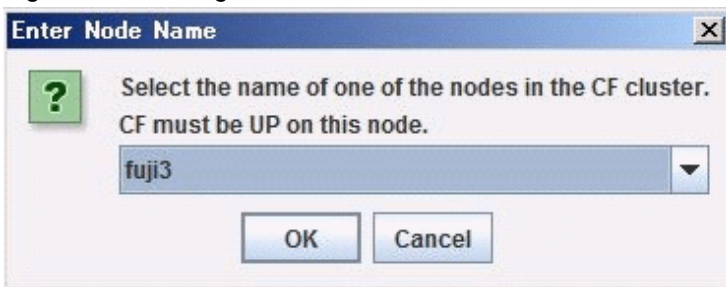 Enter Node Name
Select the name of one of the nodes in the CF cluster.
CF must be UP on this node.
fuji3
OK Cancel